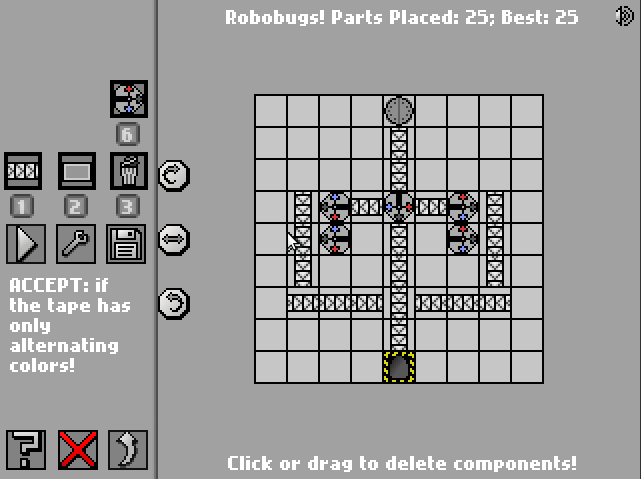 Robobugs! Parts Placed: 25; Best: 25
6
1 2 3
ACCEPT: if
the tape has
only
alternating
colors!
Click or drag to delete components!